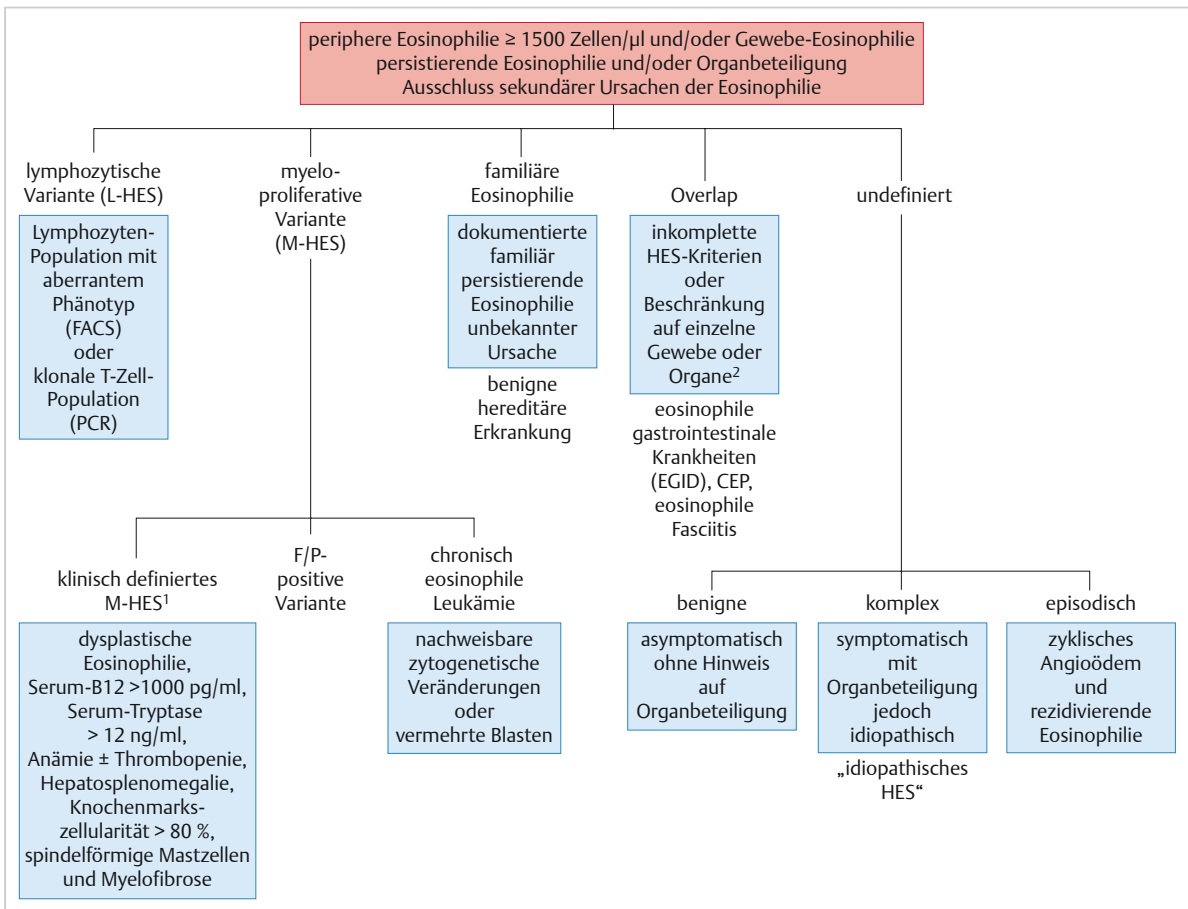 periphere Eosinophilie ≥ 1500 Zellen/µl und/oder Gewebe-Eosinophilie
persistierende Eosinophilie und/oder Organbeteiligung
Ausschluss sekundärer Ursachen der Eosinophilie
lymphozytische
Variante (L-HES)
Lymphozyten-
Population mit
aberrantem
Phänotyp
(FACS)
oder
klonale T-Zell-
Population
(PCR)
myelo-
proliferative
Variante
(M-HES)
familiäre
Eosinophilie
dokumentierte
familiär
persistierende
Eosinophilie
unbekannter
Ursache
benigne
hereditäre
Erkrankung
Overlap
inkomplette
HES-Kriterien
oder
Beschränkung
auf einzelne
Gewebe oder
Organe²
eosinophile
gastrointestinale
Krankheiten
(EGID), CEP,
eosinophile
Fasciitis
undefiniert
klinisch definiertes
M-HES¹
dysplastische
Eosinophilie,
Serum-B12 >1000 pg/ml,
Serum-Tryptase
> 12 ng/ml,
Anämie ± Thrombopenie,
Hepatosplenomegalie,
Knochenmarks-
zellularität > 80 %,
spindelförmige Mastzellen
und Myelofibrose
F/P-
positive
Variante
chronisch
eosinophile
Leukämie
nachweisbare
zytogenetische
Veränderungen
oder
vermehrte Blasten
benigne
asymptomatisch
ohne Hinweis
auf
Organbeteiligung
komplex
symptomatisch
mit
Organbeteiligung
jedoch
idiopathisch
„idiopathisches
HES“
episodisch
zyklisches
Angioödem
und
rezidivierende
Eosinophilie